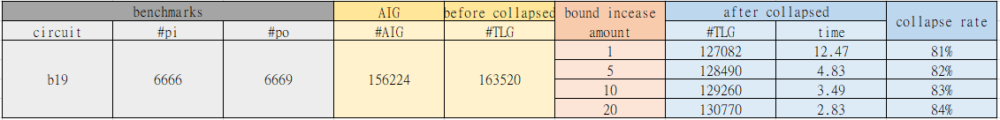 benchmarks AIG before collapsed bound incease amount after collapsed collapse rate
circuit #pi #po #AIG #TLG #TLG time
b19 6666 6669 156224 163520 1 127082 12.47 81%
5 128490 4.83 82%
10 129260 3.49 83%
20 130770 2.83 84%